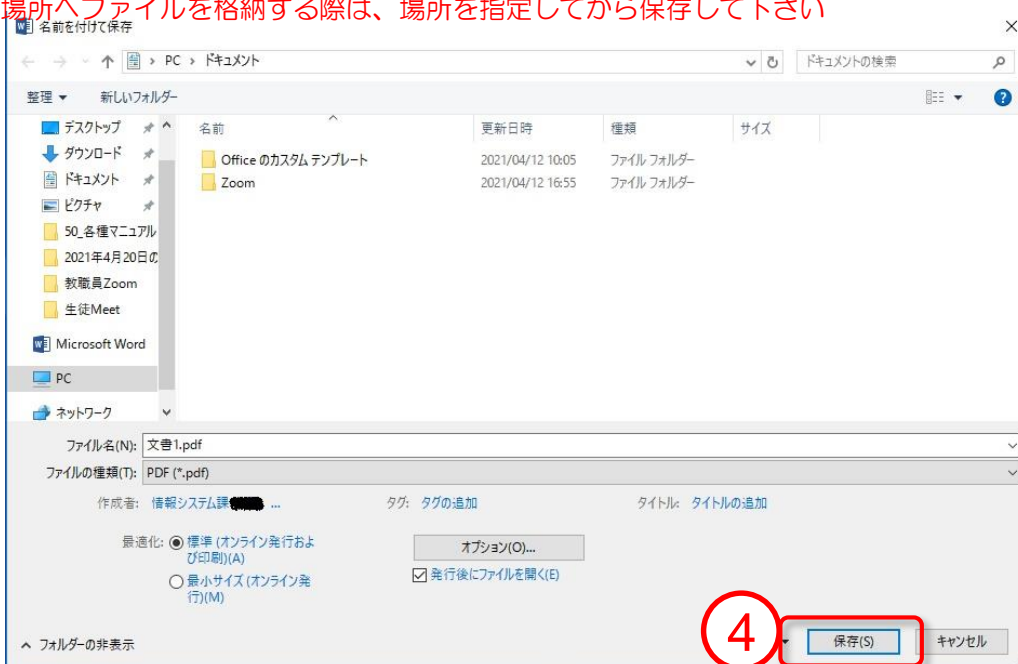 場所へファイルを格納する際は、場所を指定してから保存して下さい
名前を付けて保存
PC › ドキュメント
ドキュメントの検索
整理 新しいフォルダー
デスクトップ
ダウンロード
ドキュメント
ピクチャ
50_各種マニュアル
2021年4月20日の
教職員Zoom
生徒Meet
Microsoft Word
PC
ネットワーク
名前 更新日時 種類 サイズ
Office のカスタム テンプレート 2021/04/12 10:05 ファイル フォルダー
Zoom 2021/04/12 16:55 ファイル フォルダー
ファイル名(N): 文書1.pdf
ファイルの種類(T): PDF (*.pdf)
作成者: 情報システム課 ... タグ: タグの追加 タイトル: タイトルの追加
最適化: 標準 (オンライン発行およ
び印刷)(A)
最小サイズ (オンライン発
行)(M)
オプション(O)...
発行後にファイルを開く(E)
フォルダーの非表示
4
保存(S) キャンセル